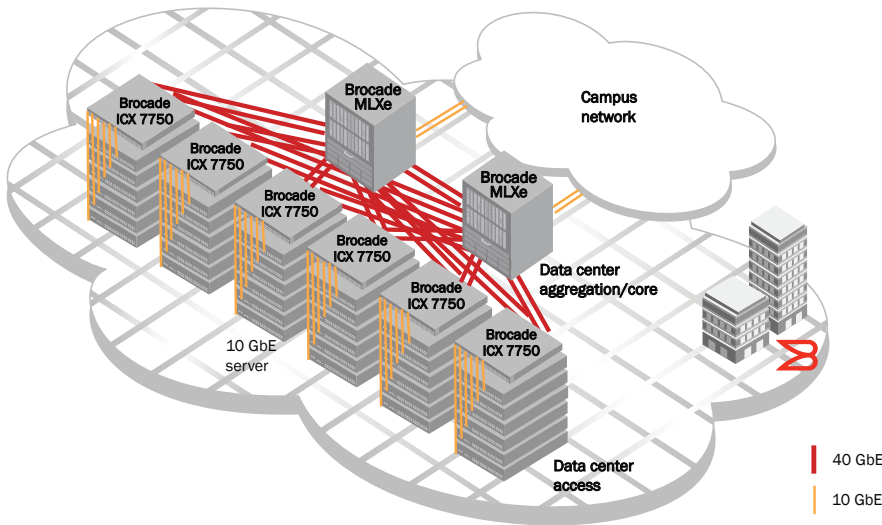 Brocade
MLXe
Campus
network
Brocade
ICX 7750
Brocade
ICX 7750
Brocade
MLXe
Brocade
ICX 7750
Brocade
ICX 7750
Data center
aggregation/core
Brocade
ICX 7750
Brocade
ICX 7750
10 GbE
server
Data center
access
40 GbE
10 GbE